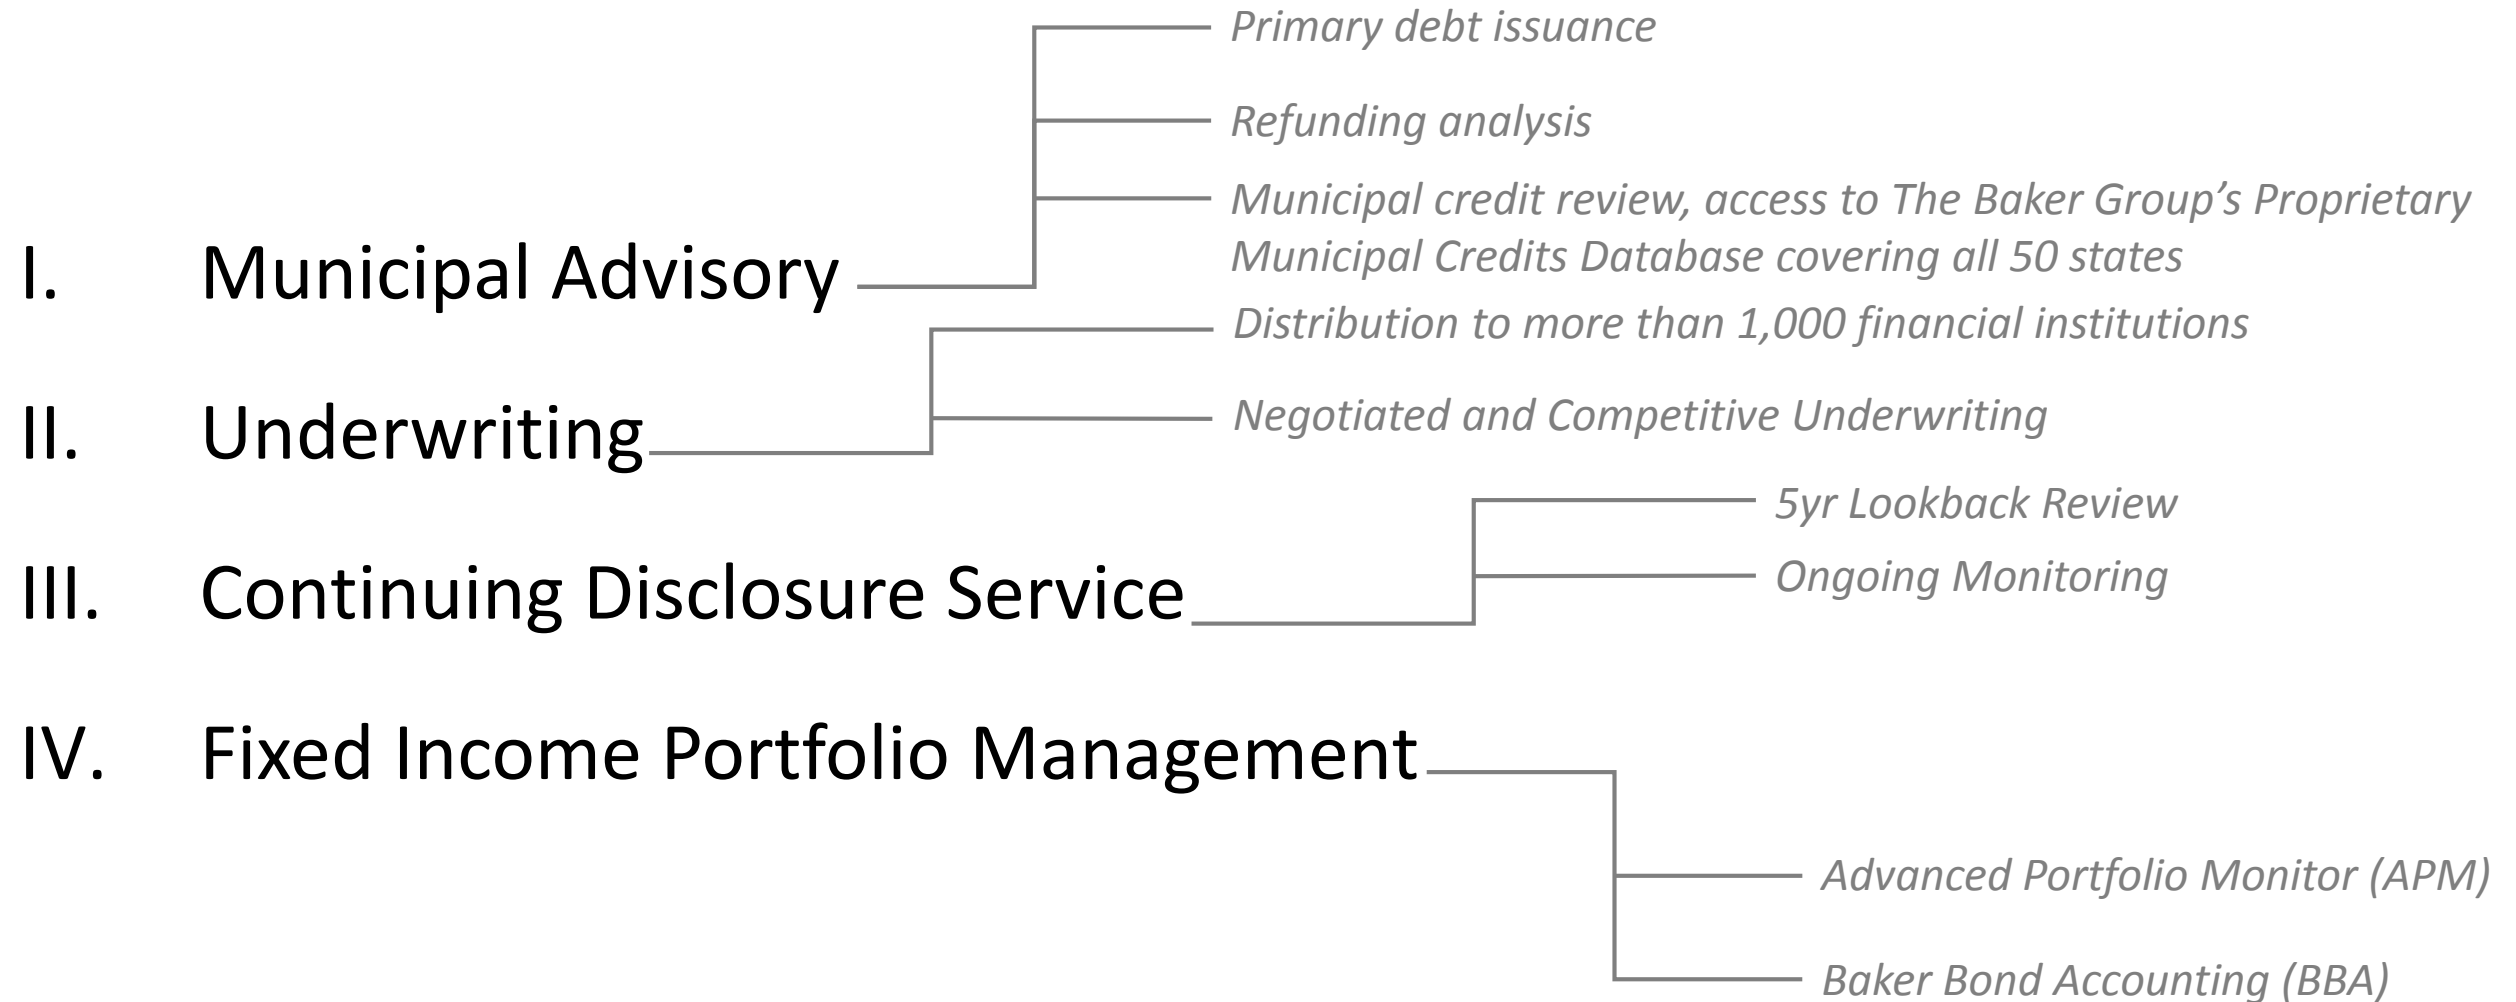 Primary debt issuance
Refunding analysis
Municipal credit review, access to The Baker Group’s Proprietary
Municipal Credits Database covering all 50 states
I. Municipal Advisory
Distribution to more than 1,000 financial institutions
Negotiated and Competitive Underwriting
II. Underwriting
5yr Lookback Review
Ongoing Monitoring
III. Continuing Disclosure Service
IV. Fixed Income Portfolio Management
Advanced Portfolio Monitor (APM)
Baker Bond Accounting (BBA)